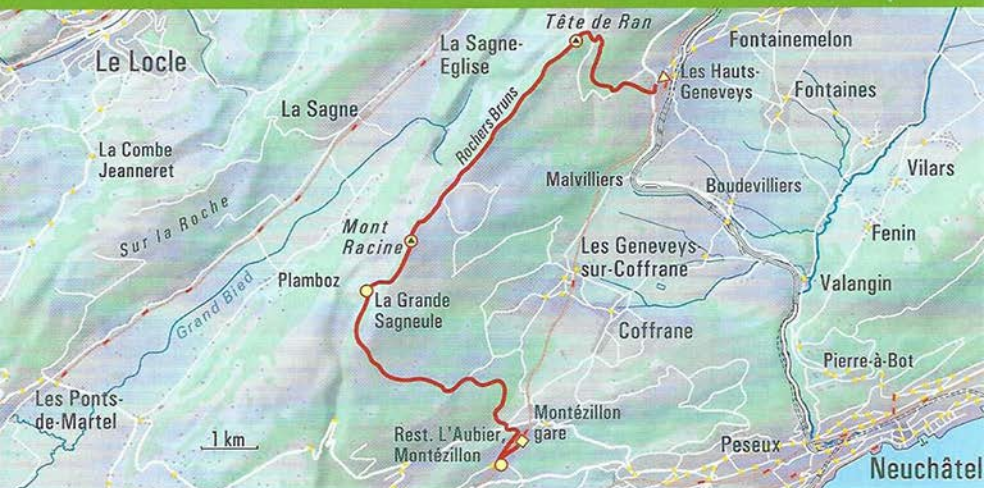 Tête de Ran
Fontainemelon
La Sagne-
Eglise
Le Locle
Les Hauts-
Geneveys
Fontaines
La Sagne
Rochers Bruns
La Combe
Jeanneret
Vilars
Malvilliers
Boudevilliers
Sur la Roche
Mont
Racine
Fenin
Les Geneveys-
sur-Coffrane
Plamboz
Valangin
La Grande
Sagneule
Grand Bied
Coffrane
Pierre-à-Bot
Les Ponts-
de-Martel
Montézillon
gare
1 km
Rest. L'Aubier,
Montézillon
Peseux
Neuchâtel